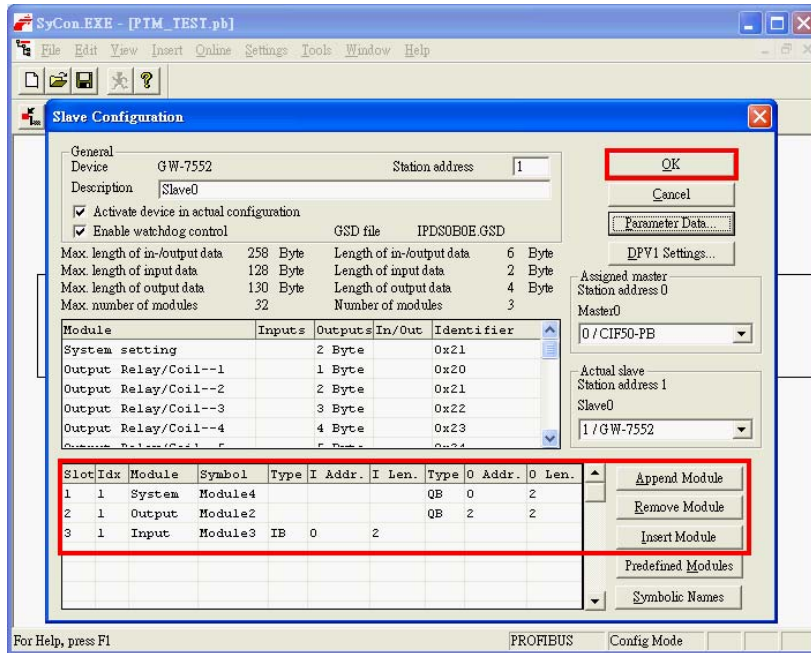 SyCon.EXE - [PTM_TEST.pb]
File Edit View Insert Online Settings Tools Window Help
Slave Configuration
General
Device GW-7552 Station address 1
Description Slave0
Activate device in actual configuration
Enable watchdog control GSD file IPDS0B0E.GSD
Max. length of in-/output data 258 Byte Length of in-/output data 6 Byte
Max. length of input data 128 Byte Length of input data 2 Byte
Max. length of output data 130 Byte Length of output data 4 Byte
Max. number of modules 32 Number of modules 3
OK
Cancel
Parameter Data...
DPV1 Settings...
Assigned master
Station address 0
Master0
0 / CIF50-PB
Actual slave
Station address 1
Slave0
1 / GW-7552
Module Inputs Outputs In/Out Identifier
System setting 2 Byte 0x21
Output Relay/Coil--1 1 Byte 0x20
Output Relay/Coil--2 2 Byte 0x21
Output Relay/Coil--3 3 Byte 0x22
Output Relay/Coil--4 4 Byte 0x23
Slot Idx Module Symbol Type I Addr. I Len. Type O Addr. O Len.
1 1 System Module4 QB 0 2
2 1 Output Module2 QB 2 2
3 1 Input Module3 IB 0 2
Append Module
Remove Module
Insert Module
Predefined Modules
Symbolic Names
For Help, press F1 PROFIBUS Config Mode